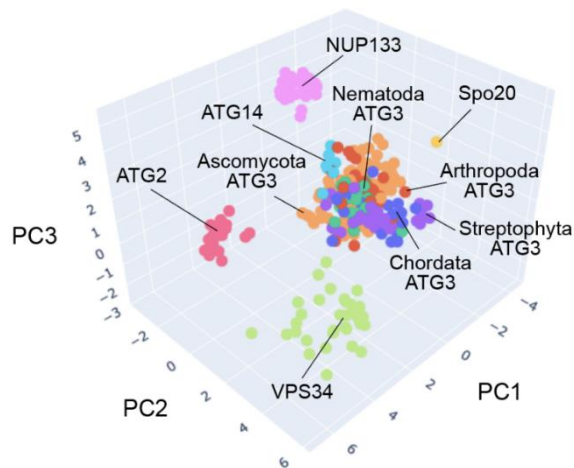 NUP133
Nematoda
ATG3
Spo20
ATG14
Ascomycota
ATG3
ATG2
Arthropoda
ATG3
Streptophyta
ATG3
Chordata
ATG3
VPS34
PC3
5
4
3
2
1
0
−1
−2
−3
PC2
−2
0
2
4
6
PC1
−4
−2
0
2
4
6